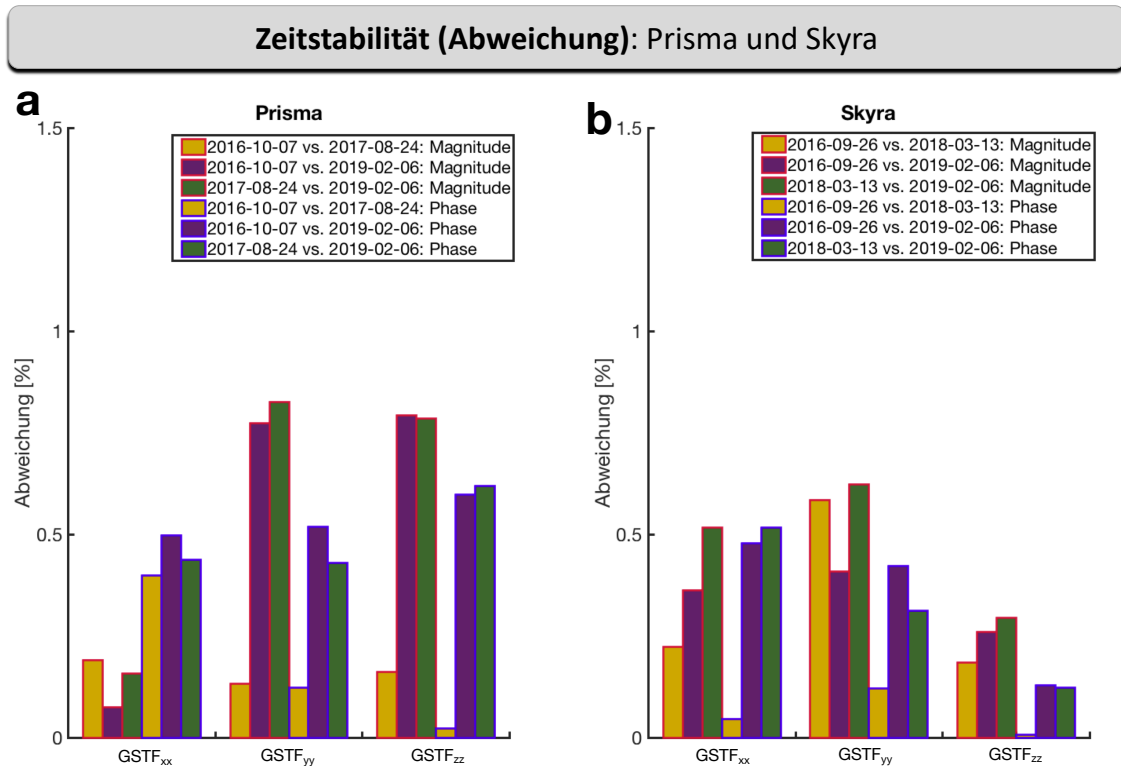 Zeitstabilität (Abweichung): Prisma und Skyra
a
Prisma
1.5
2016-10-07 vs. 2017-08-24: Magnitude
2016-10-07 vs. 2019-02-06: Magnitude
2017-08-24 vs. 2019-02-06: Magnitude
2016-10-07 vs. 2017-08-24: Phase
2016-10-07 vs. 2019-02-06: Phase
2017-08-24 vs. 2019-02-06: Phase
1
Abweichung [%]
0.5
0
GSTFxx
GSTFyy
GSTFzz
b
Skyra
1.5
2016-09-26 vs. 2018-03-13: Magnitude
2016-09-26 vs. 2019-02-06: Magnitude
2018-03-13 vs. 2019-02-06: Magnitude
2016-09-26 vs. 2018-03-13: Phase
2016-09-26 vs. 2019-02-06: Phase
2018-03-13 vs. 2019-02-06: Phase
1
Abweichung [%]
0.5
0
GSTFxx
GSTFyy
GSTFzz